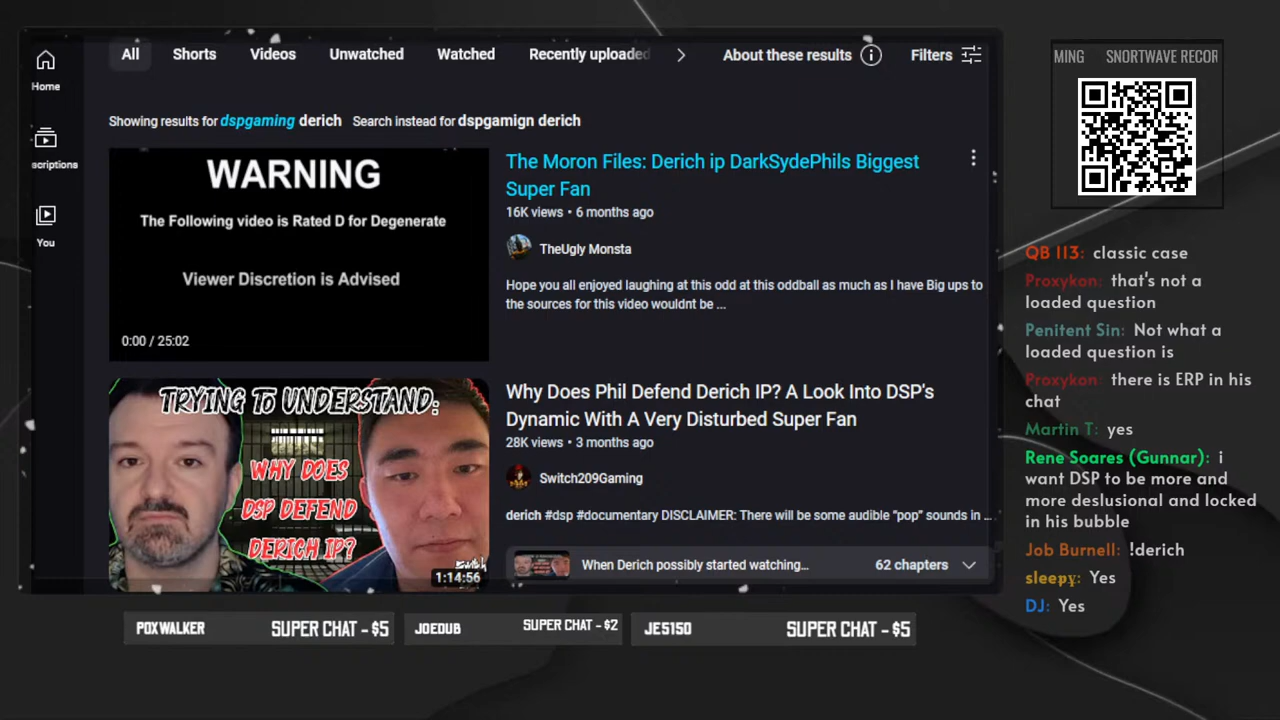 All
Shorts
Videos
Unwatched
Watched
Recently uploaded
About these results
Filters
Home
scriptions
You
Showing results for dspgaming derich Search instead for dspgamign derich
WARNING
The Following video is Rated D for Degenerate
Viewer Discretion is Advised
0:00 / 25:02
The Moron Files: Derich ip DarkSydePhils Biggest
Super Fan
16K views • 6 months ago
TheUgly Monsta
Hope you all enjoyed laughing at this odd at this oddball as much as I have Big ups to
the sources for this video wouldnt be ...
TRYING TO UNDERSTAND:
WHY DOES
DSP DEFEND
DERICH IP?
switch
1:14:56
Why Does Phil Defend Derich IP? A Look Into DSP's
Dynamic With A Very Disturbed Super Fan
28K views • 3 months ago
Switch209Gaming
derich #dsp #documentary DISCLAIMER: There will be some audible “pop” sounds in ...
When Derich possibly started watching...
62 chapters
MING SNORTWAVE RECOR
QB 113: classic case
Proxykon: that's not a
loaded question
Penitent Sin: Not what a
loaded question is
Proxykon: there is ERP in his
chat
Martin T: yes
Rene Soares (Gunnar): i
want DSP to be more and
more deslusional and locked
in his bubble
Job Burnell: !derich
sleepy: Yes
DJ: Yes
POXWALKER SUPER CHAT - $5
JOEDUB SUPER CHAT - $2
JE5150 SUPER CHAT - $5